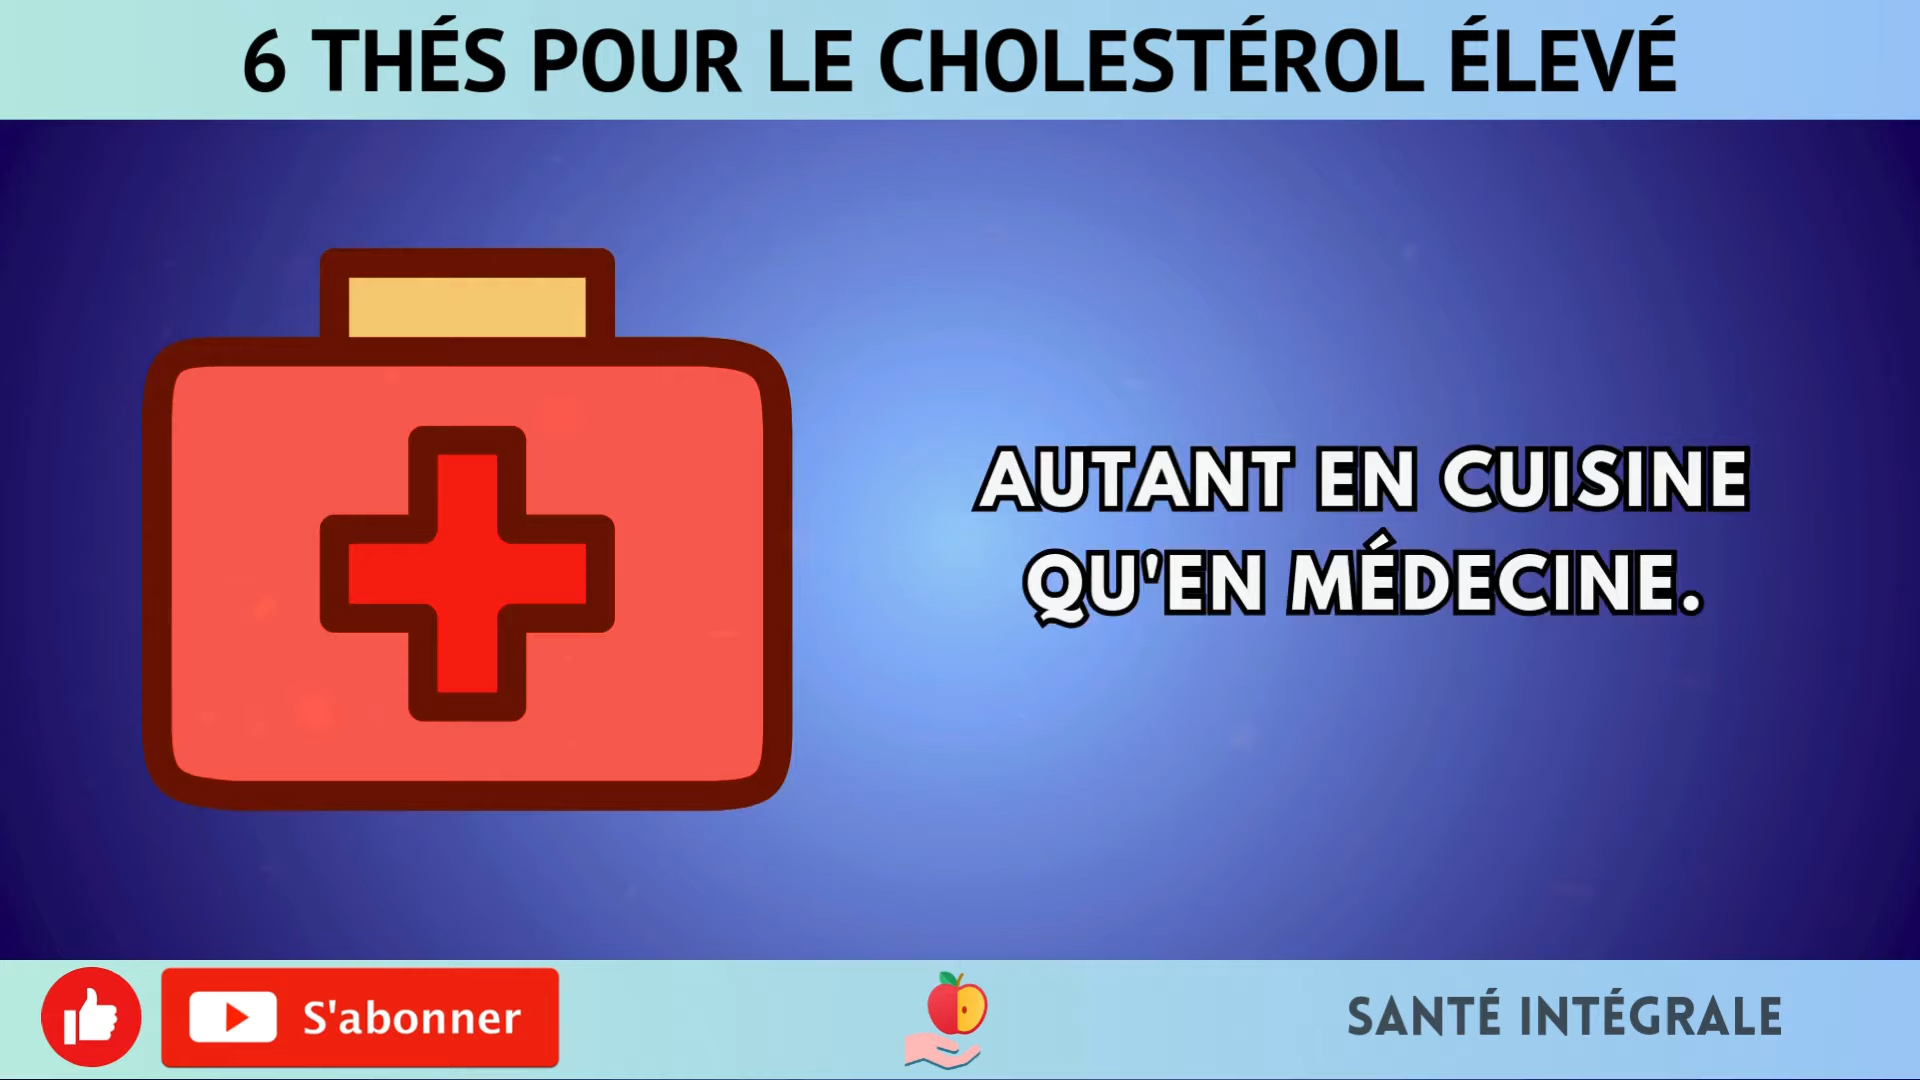 6 THÉS POUR LE CHOLESTÉROL ÉLEVÉ
AUTANT EN CUISINE
QU'EN MÉDECINE.
S'abonner
SANTÉ INTÉGRALE